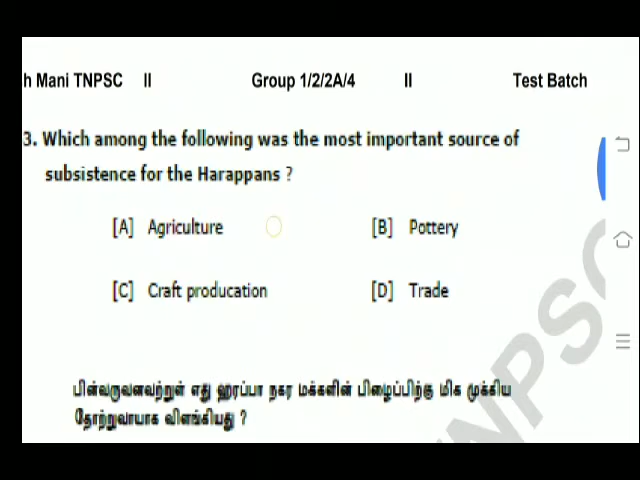 h Mani TNPSC II Group 1/2/2A/4 II Test Batch
3. Which among the following was the most important source of
subsistence for the Harappans ?
[A] Agriculture [B] Pottery
[C] Craft producation [D] Trade
பின்வருவனவற்றுள் எது ஹரப்பா நகர மக்களின் பிழைப்பிற்கு மிக முக்கிய
தோற்றுவாயாக விளங்கியது ?
TNPSC